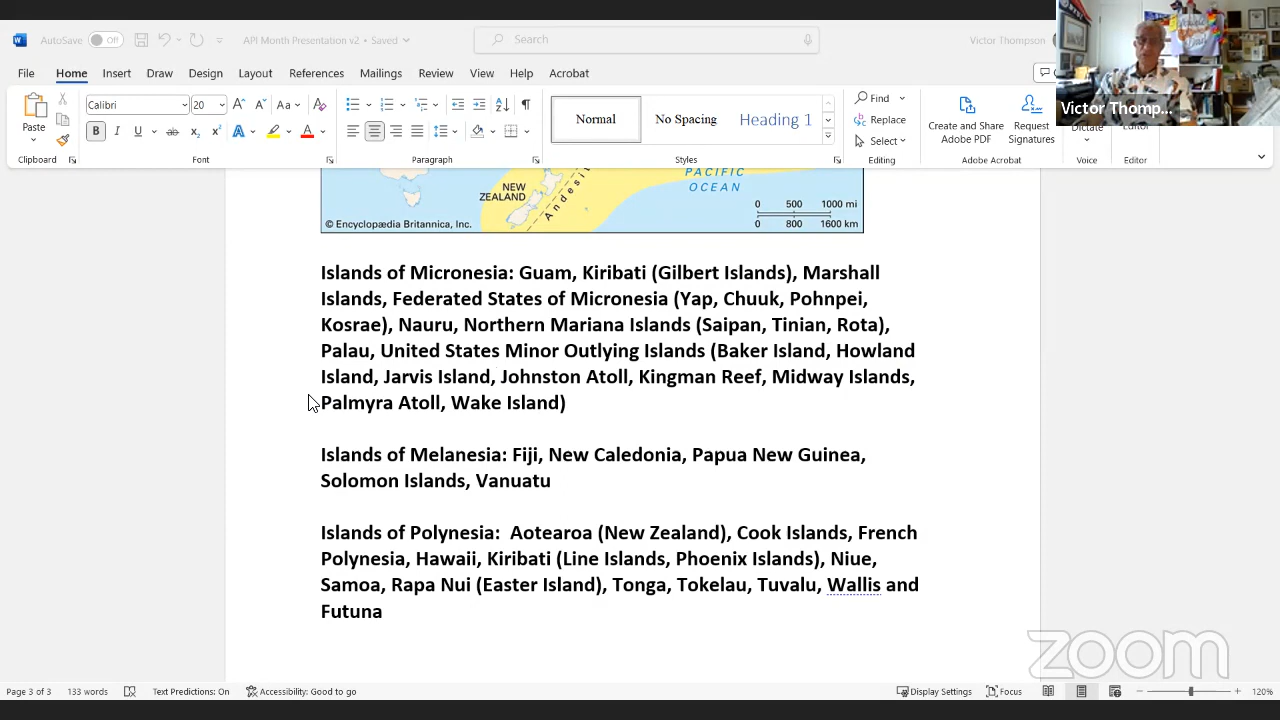 AutoSave
Off
API Month Presentation v2 • Saved
Search
Victor Thompson
File Home Insert Draw Design Layout References Mailings Review View Help Acrobat
Paste
Clipboard
Calibri
20
Aa
B I U ab x₂ x² A A
Font
Paragraph
Normal
No Spacing
Heading 1
Styles
Find
Replace
Select
Editing
Create and Share
Adobe PDF
Request
Signatures
Adobe Acrobat
Dictate
Voice
Editor
Editor
Victor Thomp...
PACIFIC
OCEAN
NEW
ZEALAND
Andesi
0 500 1000 mi
0 800 1600 km
© Encyclopædia Britannica, Inc.
Islands of Micronesia: Guam, Kiribati (Gilbert Islands), Marshall
Islands, Federated States of Micronesia (Yap, Chuuk, Pohnpei,
Kosrae), Nauru, Northern Mariana Islands (Saipan, Tinian, Rota),
Palau, United States Minor Outlying Islands (Baker Island, Howland
Island, Jarvis Island, Johnston Atoll, Kingman Reef, Midway Islands,
Palmyra Atoll, Wake Island)
Islands of Melanesia: Fiji, New Caledonia, Papua New Guinea,
Solomon Islands, Vanuatu
Islands of Polynesia:  Aotearoa (New Zealand), Cook Islands, French
Polynesia, Hawaii, Kiribati (Line Islands, Phoenix Islands), Niue,
Samoa, Rapa Nui (Easter Island), Tonga, Tokelau, Tuvalu, Wallis and
Futuna
zoom
Page 3 of 3 133 words Text Predictions: On Accessibility: Good to go Display Settings Focus 120%